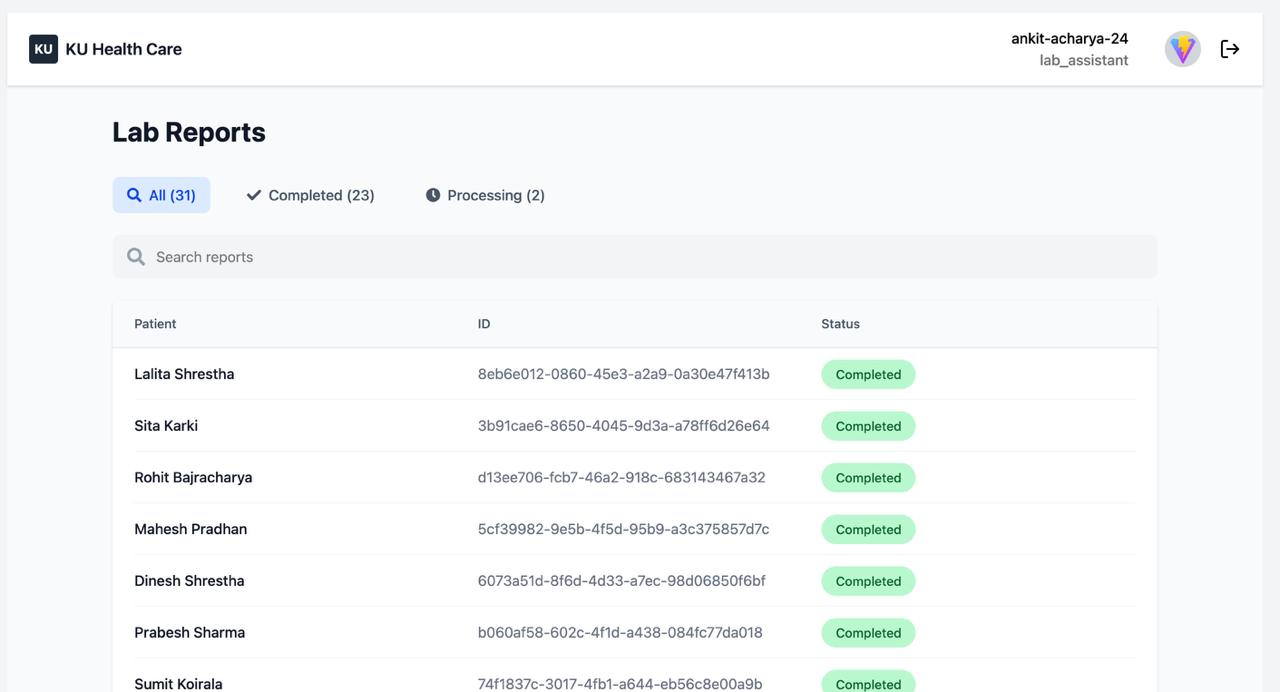 KU KU Health Care
ankit-acharya-24
lab_assistant
Lab Reports
All (31) Completed (23) Processing (2)
Search reports
Patient ID Status
Lalita Shrestha 8eb6e012-0860-45e3-a2a9-0a30e47f413b Completed
Sita Karki 3b91cae6-8650-4045-9d3a-a78ff6d26e64 Completed
Rohit Bajracharya d13ee706-fcb7-46a2-918c-683143467a32 Completed
Mahesh Pradhan 5cf39982-9e5b-4f5d-95b9-a3c375857d7c Completed
Dinesh Shrestha 6073a51d-8f6d-4d33-a7ec-98d06850f6bf Completed
Prabesh Sharma b060af58-602c-4f1d-a438-084fc77da018 Completed
Sumit Koirala 74f1837c-3017-4fb1-a644-eb56c8e00a9b Completed